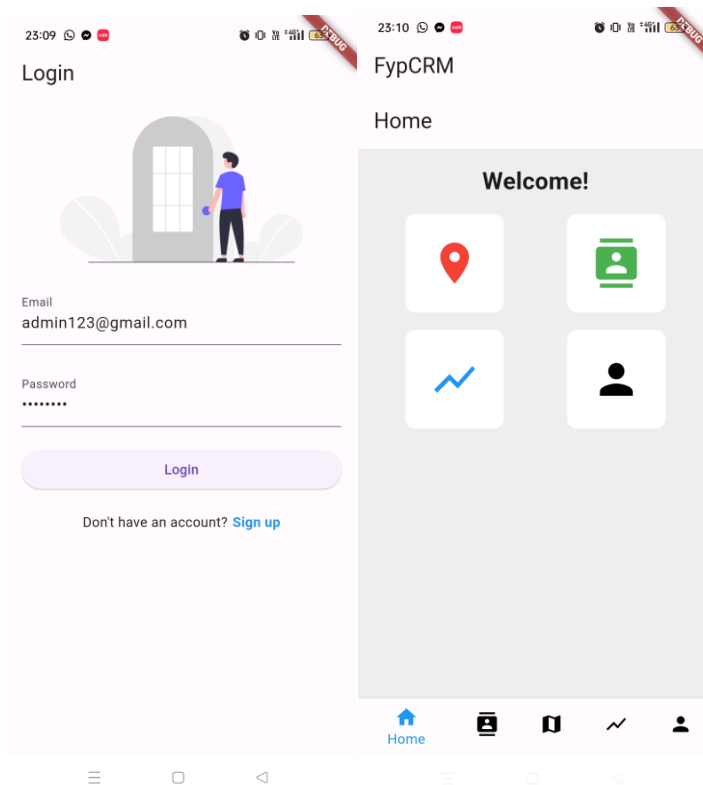 23:09
DEBUG
Login
Email
admin123@gmail.com
Password
••••••••
Login
Don't have an account? Sign up
23:10
DEBUG
FypCRM
Home
Welcome!
Home